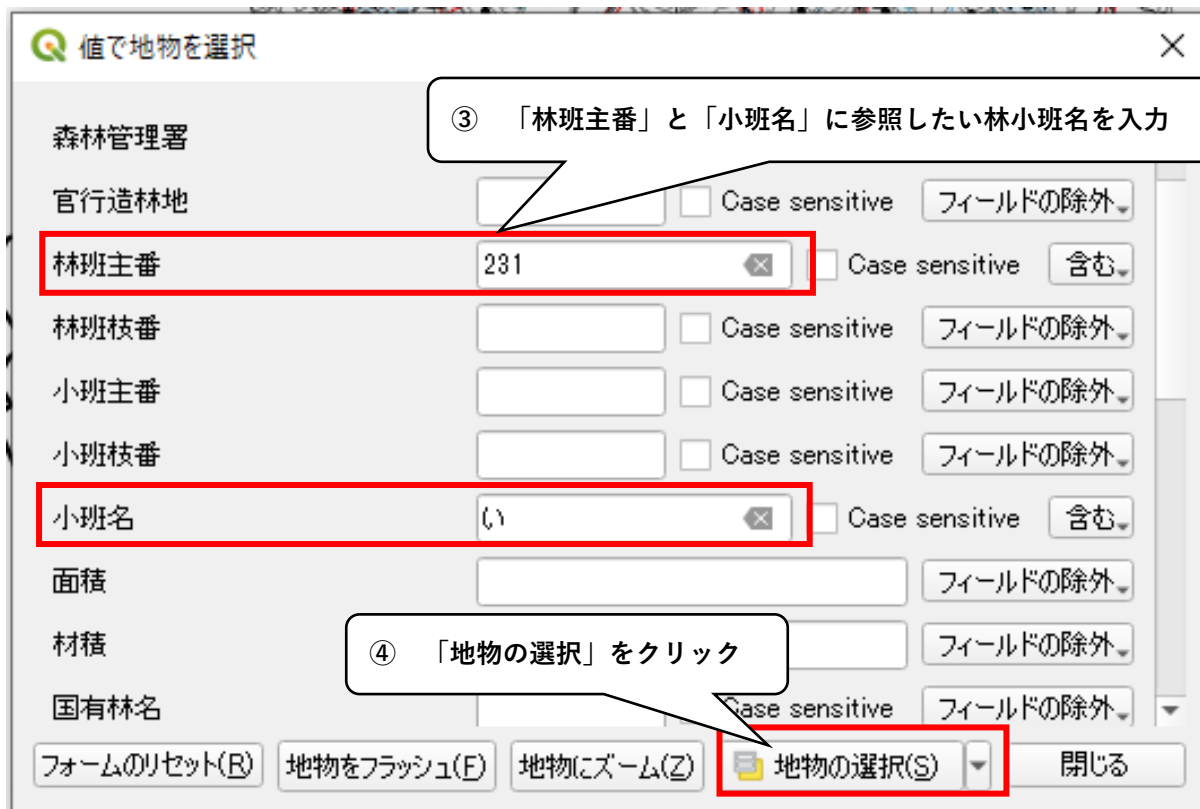 値で地物を選択
③ 「林班主番」と「小班名」に参照したい林小班名を入力
森林管理署
官行造林地 Case sensitive フィールドの除外
林班主番 231 Case sensitive 含む
林班枝番 Case sensitive フィールドの除外
小班主番 Case sensitive フィールドの除外
小班枝番 Case sensitive フィールドの除外
小班名 い Case sensitive 含む
面積 フィールドの除外
④ 「地物の選択」をクリック
材積 フィールドの除外
国有林名 Case sensitive フィールドの除外
フォームのリセット(R) 地物をフラッシュ(F) 地物にズーム(Z) 地物の選択(S) 閉じる